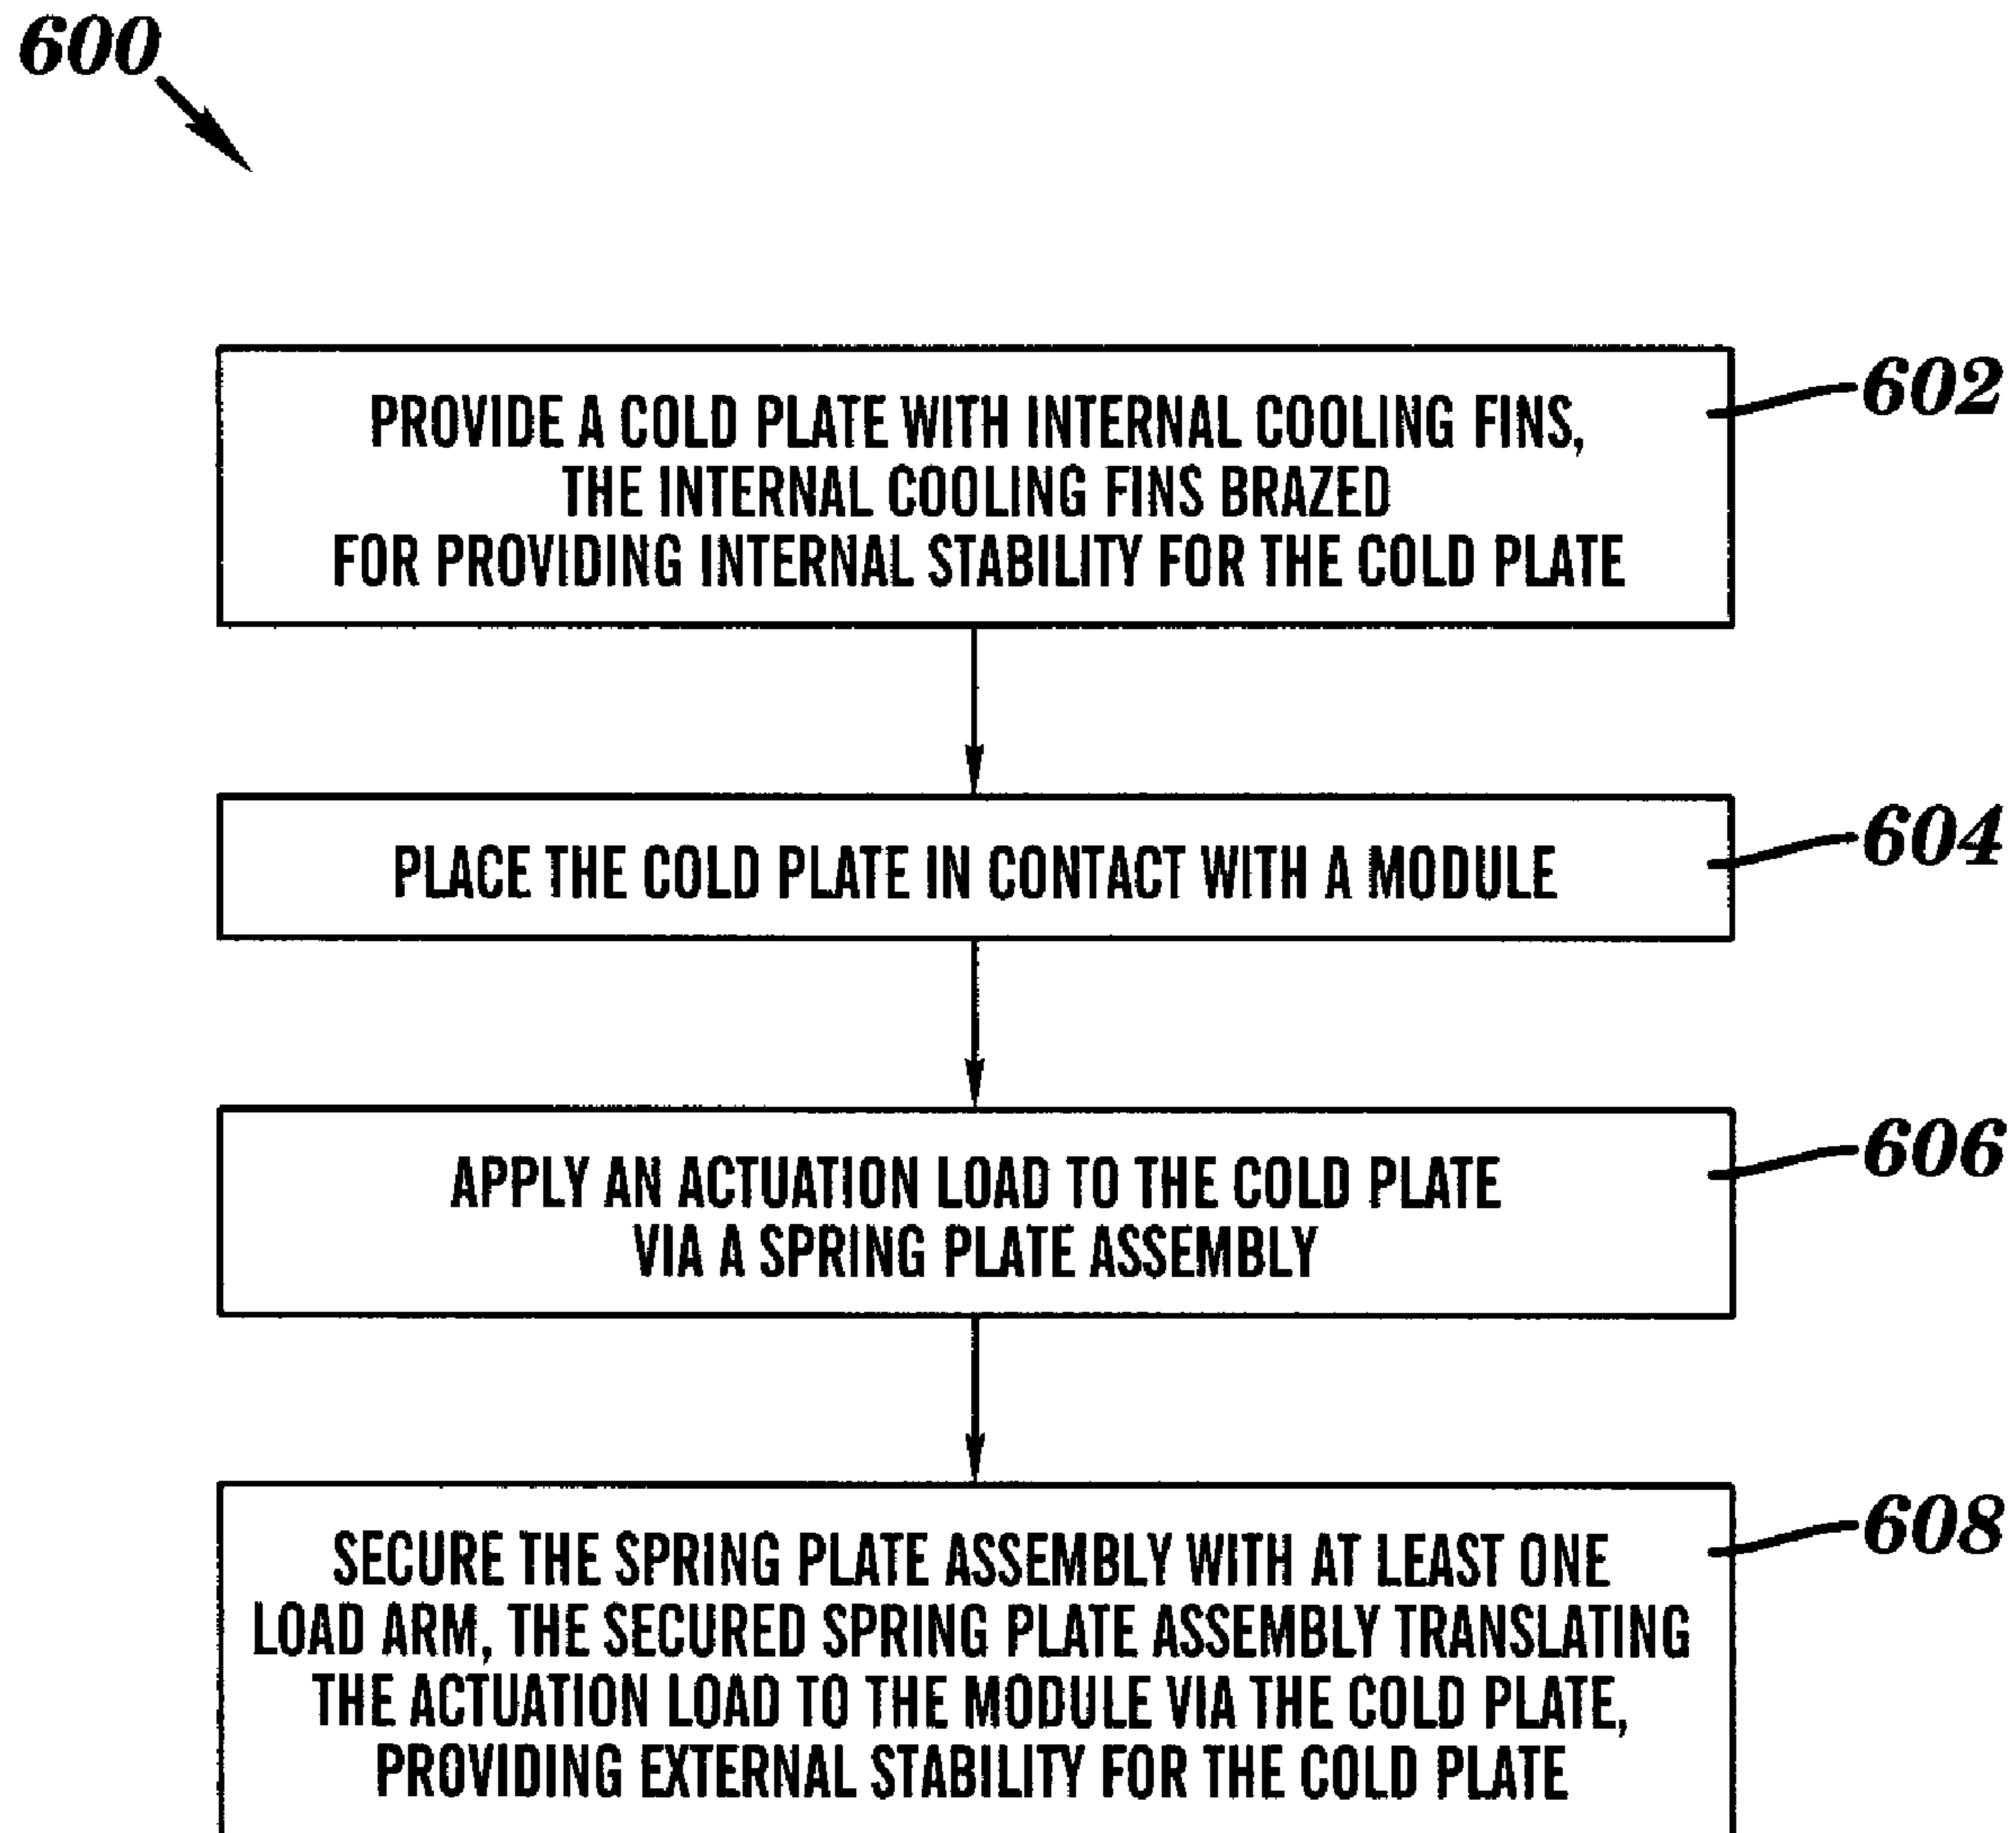 600
PROVIDE A COLD PLATE WITH INTERNAL COOLING FINS,
THE INTERNAL COOLING FINS BRAZED
FOR PROVIDING INTERNAL STABILITY FOR THE COLD PLATE
602
PLACE THE COLD PLATE IN CONTACT WITH A MODULE
604
APPLY AN ACTUATION LOAD TO THE COLD PLATE
VIA A SPRING PLATE ASSEMBLY
606
SECURE THE SPRING PLATE ASSEMBLY WITH AT LEAST ONE
LOAD ARM, THE SECURED SPRING PLATE ASSEMBLY TRANSLATING
THE ACTUATION LOAD TO THE MODULE VIA THE COLD PLATE,
PROVIDING EXTERNAL STABILITY FOR THE COLD PLATE
608